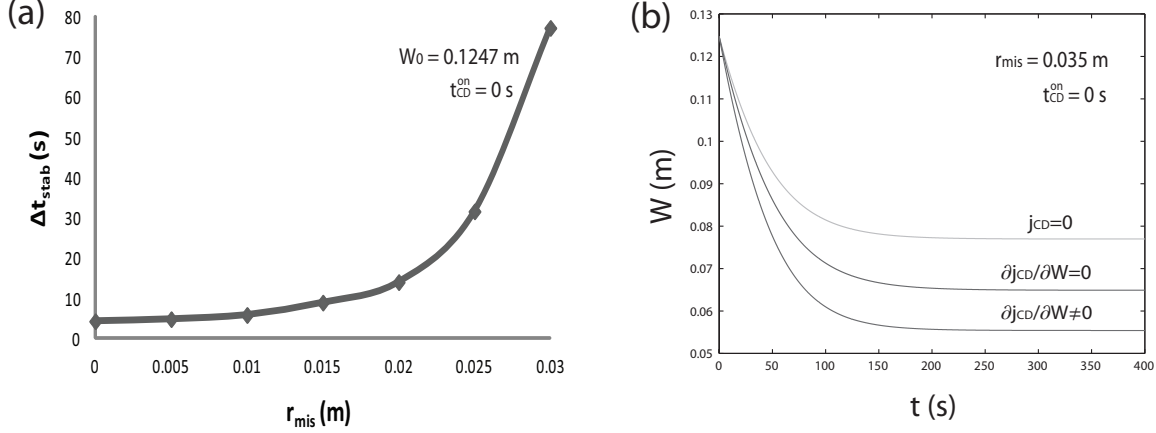 (a)
80
70
60
50
40
30
20
10
0
Δt_stab (s)
W₀ = 0.1247 m
t_CD^on = 0 s
0 0.005 0.01 0.015 0.02 0.025 0.03
r_mis (m)
(b)
0.13
0.12
0.11
0.1
0.09
0.08
0.07
0.06
0.05
W (m)
r_mis = 0.035 m
t_CD^on = 0 s
j_CD=0
∂j_CD/∂W=0
∂j_CD/∂W≠0
0 50 100 150 200 250 300 350 400
t (s)